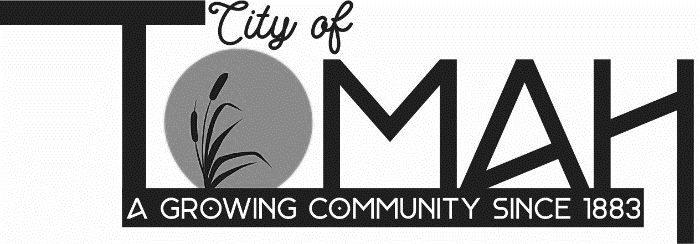 City of
TOMAH
A GROWING COMMUNITY SINCE 1883